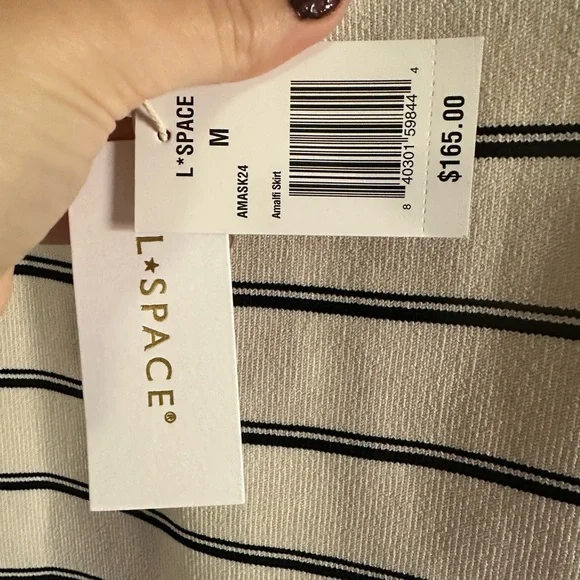 L*SPACE
M
AMASK24
Amalfi Skirt
8 40301 59844 4
$165.00
L★SPACE®